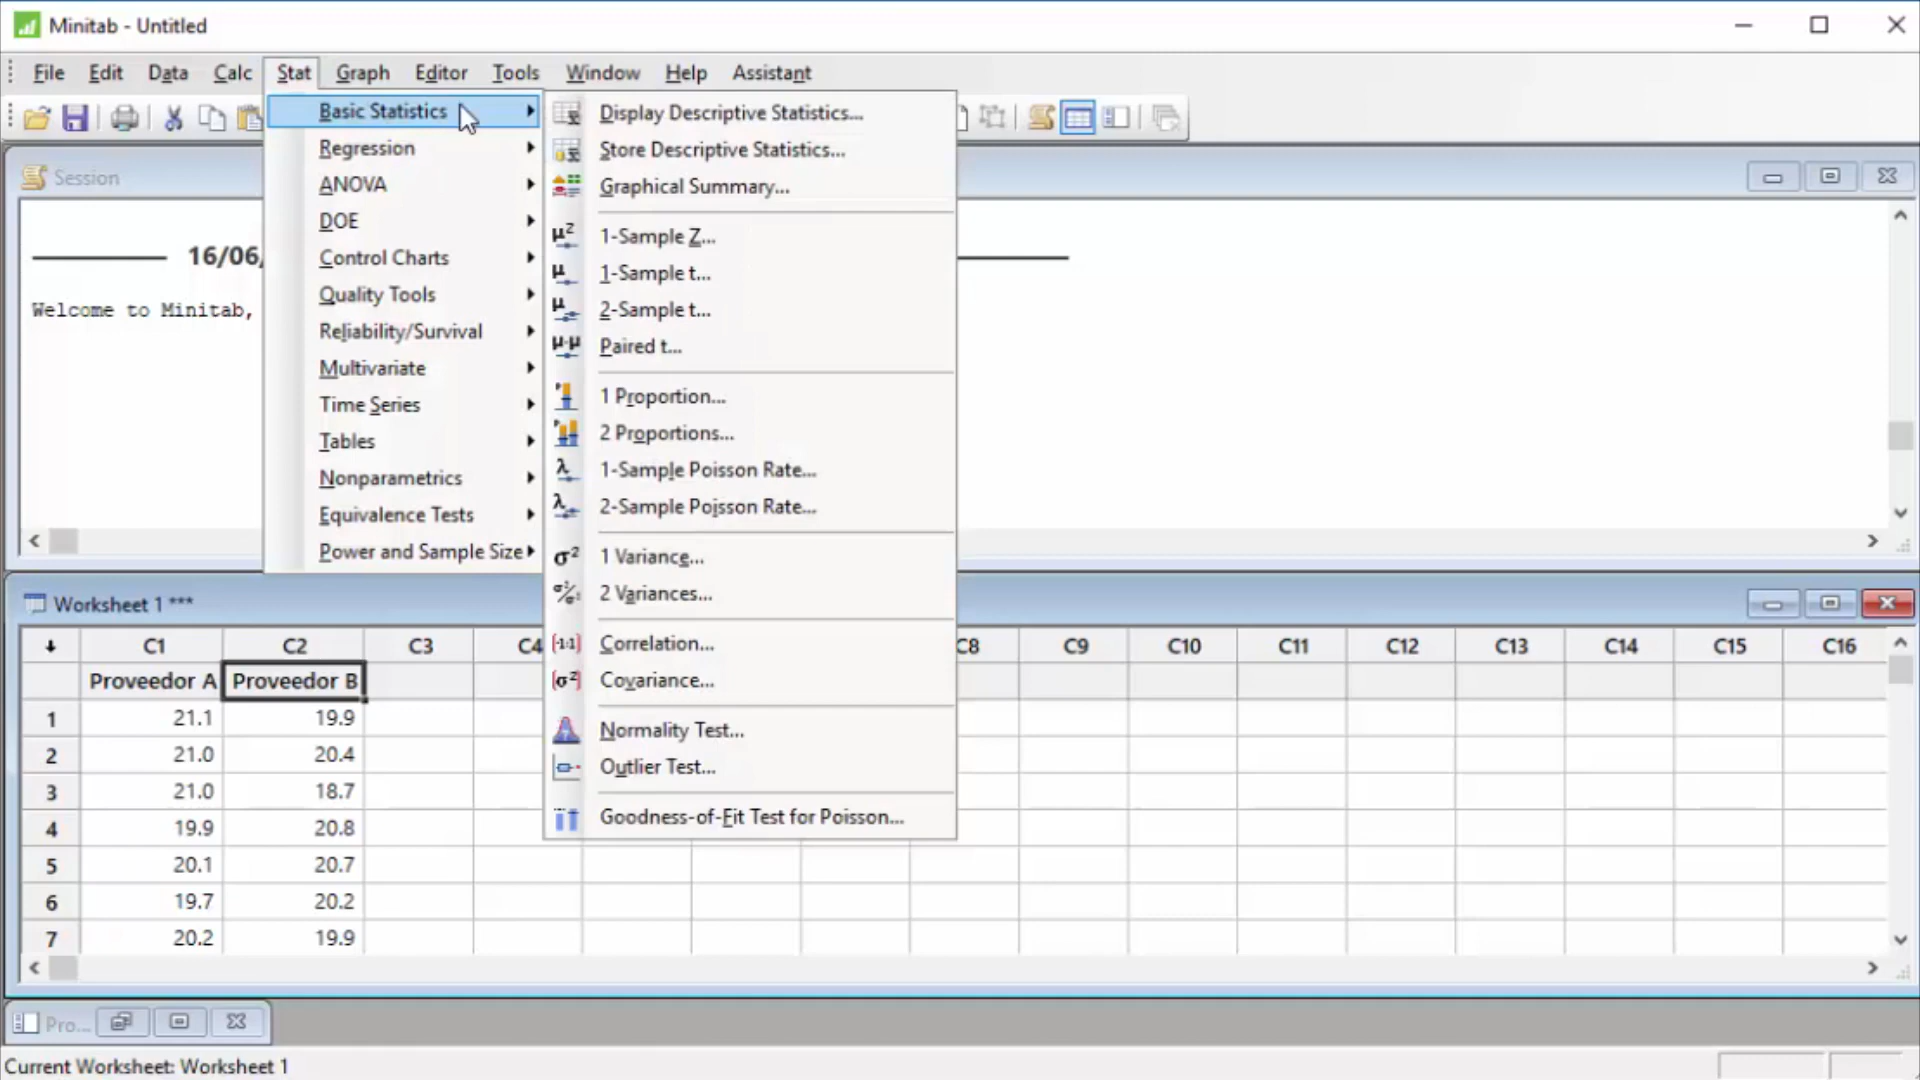 Minitab - Untitled
File Edit Data Calc Stat Graph Editor Tools Window Help Assistant
Basic Statistics
Regression
ANOVA
DOE
Control Charts
Quality Tools
Reliability/Survival
Multivariate
Time Series
Tables
Nonparametrics
Equivalence Tests
Power and Sample Size
Display Descriptive Statistics...
Store Descriptive Statistics...
Graphical Summary...
µZ 1-Sample Z...
µ 1-Sample t...
µ 2-Sample t...
µ-µ Paired t...
1 Proportion...
2 Proportions...
λ 1-Sample Poisson Rate...
λ 2-Sample Poisson Rate...
σ² 1 Variance...
2 Variances...
Correlation...
σ² Covariance...
Normality Test...
Outlier Test...
Goodness-of-Fit Test for Poisson...
Session
16/06/
Welcome to Minitab,
Worksheet 1 ***
C1 C2 C3 C4 C8 C9 C10 C11 C12 C13 C14 C15 C16
Proveedor A Proveedor B
1 21.1 19.9
2 21.0 20.4
3 21.0 18.7
4 19.9 20.8
5 20.1 20.7
6 19.7 20.2
7 20.2 19.9
Pro...
Current Worksheet: Worksheet 1